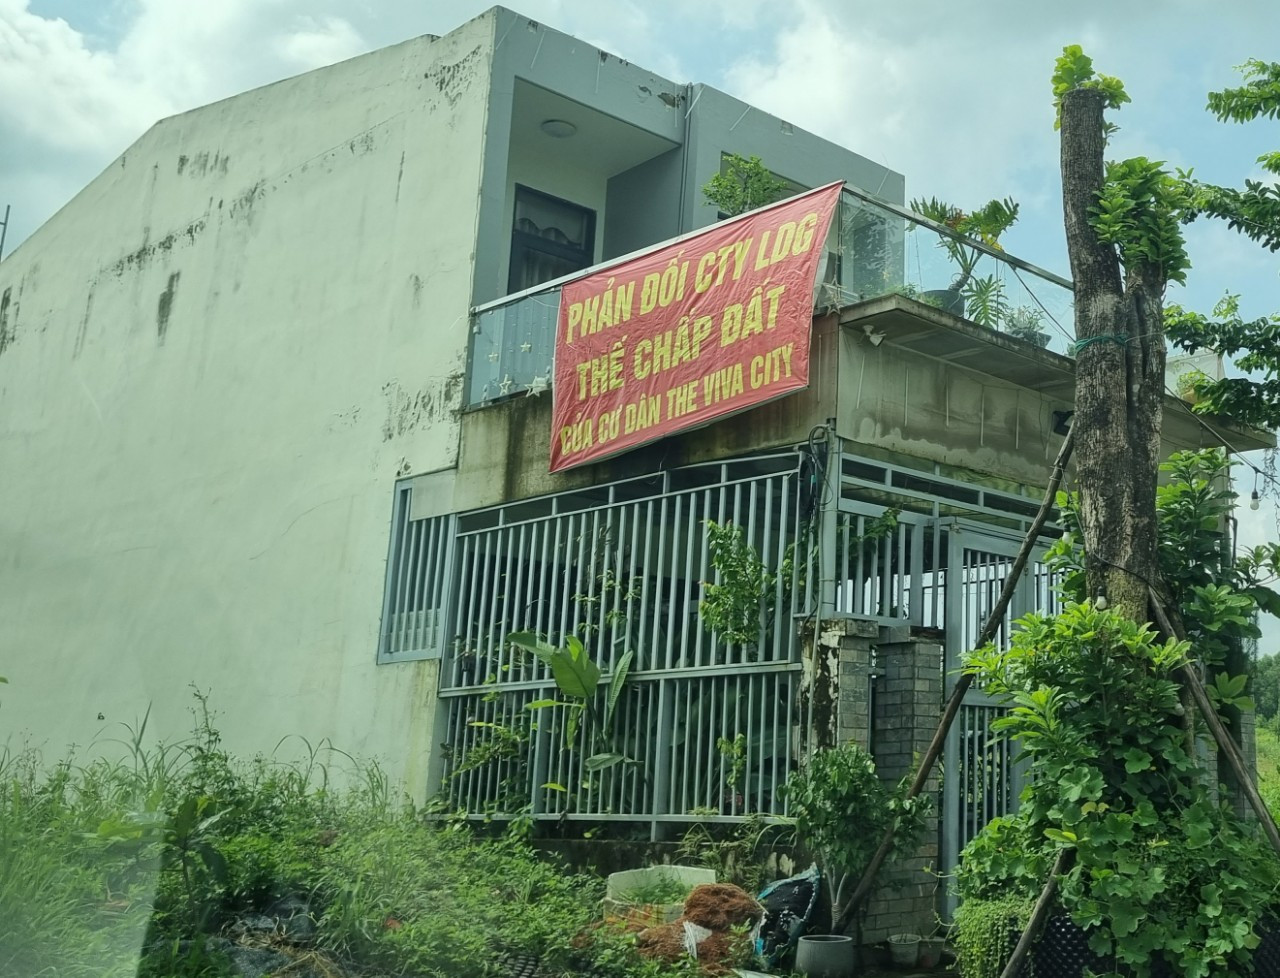 PHẢN ĐỐI CTY LDG
THẾ CHẤP ĐẤT
CỦA CƯ DÂN THE VIVA CITY